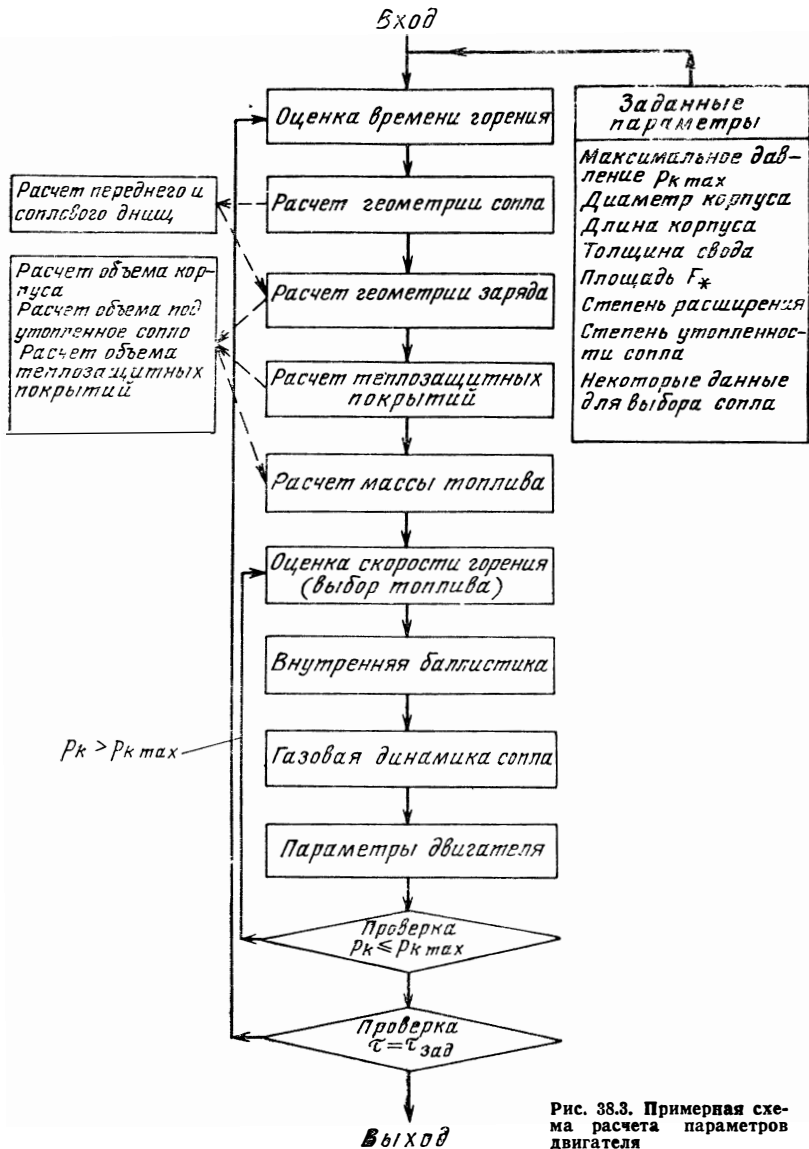 Вход
Оценка времени горения
Заданные
параметры
Максимальное дав-
ление pк max
Диаметр корпуса
Длина корпуса
Толщина свода
Площадь F*
Степень расширения
Степень утопленнос-
ти сопла
Некоторые данные
для выбора сопла
Расчет переднего и
соплового днищ
Расчет геометрии сопла
Расчет объема кор-
пуса
Расчет объема под
утопленное сопло
Расчет объема
теплозащитных
покрытий
Расчет геометрии заряда
Расчет теплозащитных
покрытий
Расчет массы топлива
Оценка скорости горения
(выбор топлива)
Внутренняя баллистика
pк > pк max
Газовая динамика сопла
Параметры двигателя
Проверка
pк ≤ pк max
Проверка
τ = τзад
Выход
Рис. 38.3. Примерная схе-
ма расчета параметров
двигателя